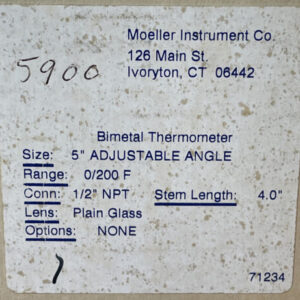 Moeller Instrument Co.
126 Main St.
Ivoryton, CT 06442
5900
Bimetal Thermometer
Size: 5" ADJUSTABLE ANGLE
Range: 0/200 F
Conn: 1/2" NPT Stem Length: 4.0"
Lens: Plain Glass
Options: NONE
71234